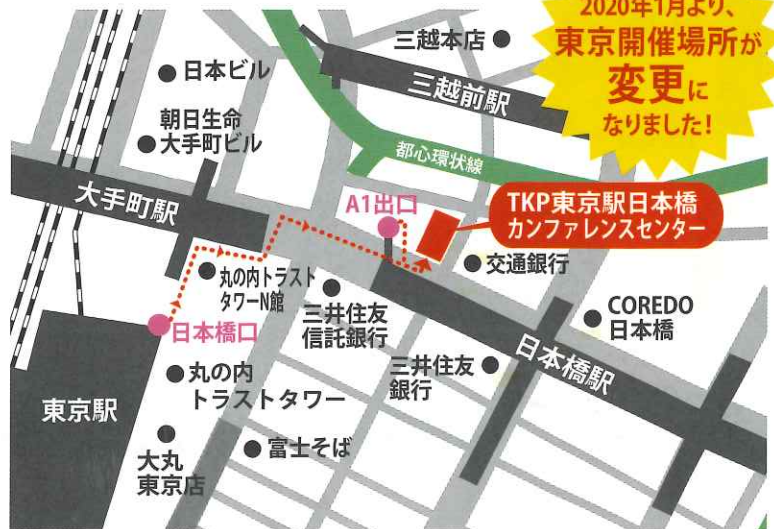 2020年1月より、
東京開催場所が
変更に
なりました!
三越本店
日本ビル
三越前駅
朝日生命
大手町ビル
都心環状線
大手町駅
A1出口
TKP東京駅日本橋
カンファレンスセンター
交通銀行
丸の内トラスト
タワーN館
三井住友
信託銀行
COREDO
日本橋
日本橋口
日本橋駅
三井住友
銀行
丸の内
トラストタワー
東京駅
大丸
東京店
富士そば